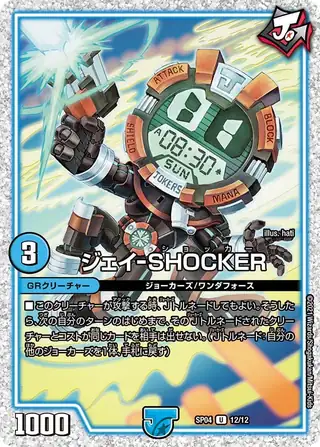 ATTACK
BLOCK
SHIELD
MANA
A 08:30
SUN
JOKERS
illus. hati
3
ショッカー
ジェイ-SHOCKER
GRクリーチャー
ジョーカーズ/ワンダフォース
■このクリーチャーが攻撃する時、Jトルネードしてもよい。そうしたら、次の自分のターンのはじめまで、そのJトルネードされたクリーチャーとコストが同じカードを相手は出せない。(Jトルネード:自分の他のジョーカーズを1体、手札に戻す)
1000
SP04 U 12/12